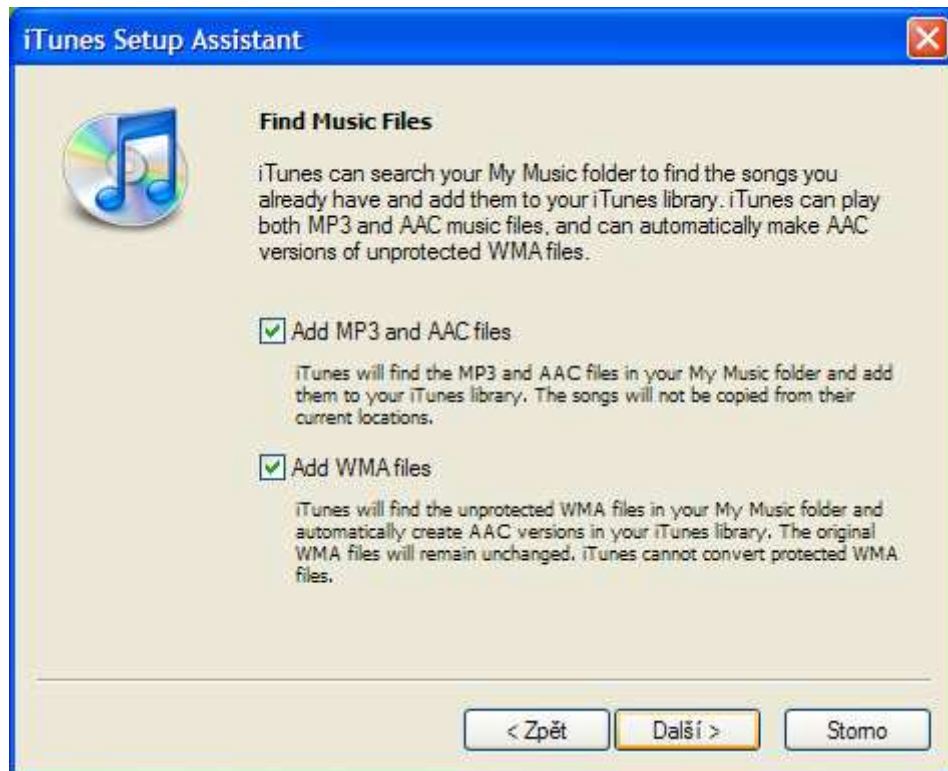 iTunes Setup Assistant
Find Music Files
iTunes can search your My Music folder to find the songs you
already have and add them to your iTunes library. iTunes can play
both MP3 and AAC music files, and can automatically make AAC
versions of unprotected WMA files.
Add MP3 and AAC files
iTunes will find the MP3 and AAC files in your My Music folder and add
them to your iTunes library. The songs will not be copied from their
current locations.
Add WMA files
iTunes will find the unprotected WMA files in your My Music folder and
automatically create AAC versions in your iTunes library. The original
WMA files will remain unchanged. iTunes cannot convert protected WMA
files.
< Zpět Další > Storno